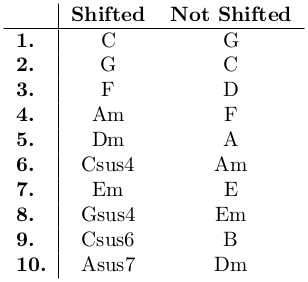 Shifted Not Shifted
1. C G
2. G C
3. F D
4. Am F
5. Dm A
6. Csus4 Am
7. Em E
8. Gsus4 Em
9. Csus6 B
10. Asus7 Dm